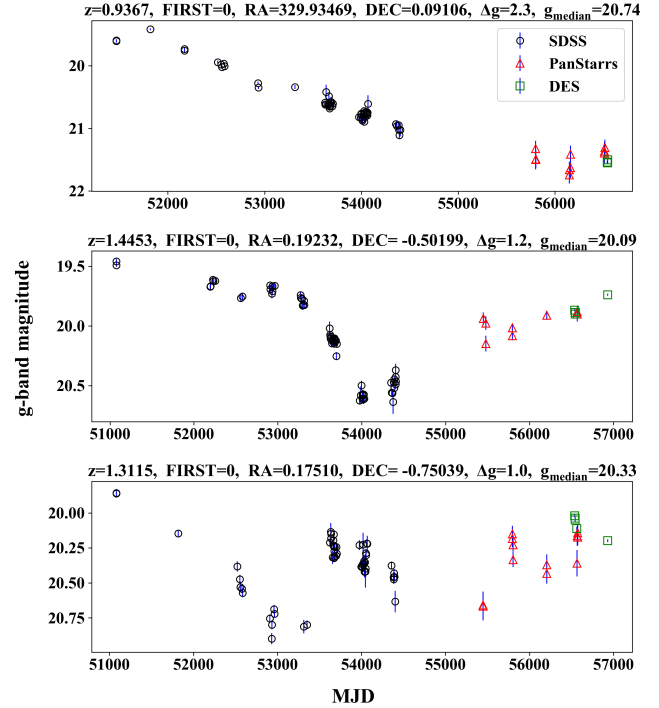 z=0.9367, FIRST=0, RA=329.93469, DEC=0.09106, Δg=2.3, g_median=20.74
20
21
22
SDSS
PanStarrs
DES
52000 53000 54000 55000 56000
z=1.4453, FIRST=0, RA=0.19232, DEC= -0.50199, Δg=1.2, g_median=20.09
g-band magnitude
19.5
20.0
20.5
51000 52000 53000 54000 55000 56000 57000
z=1.3115, FIRST=0, RA=0.17510, DEC= -0.75039, Δg=1.0, g_median=20.33
20.00
20.25
20.50
20.75
51000 52000 53000 54000 55000 56000 57000
MJD